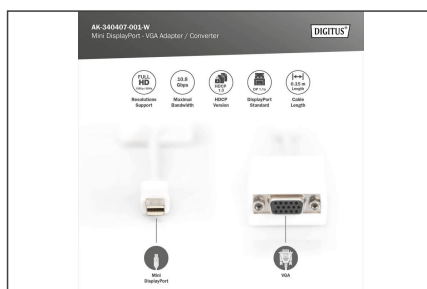 AK-340407-001-W
Mini DisplayPort - VGA Adapter / Converter
DIGITUS®
FULL
HD
10.8
Gbps
HDCP
1.3
DP 1.1a
0.15 m
Length
Resolutions
Support
Maximal
Bandwidth
HDCP
Version
DisplayPort
Standard
Cable
Length
Mini
DisplayPort
VGA